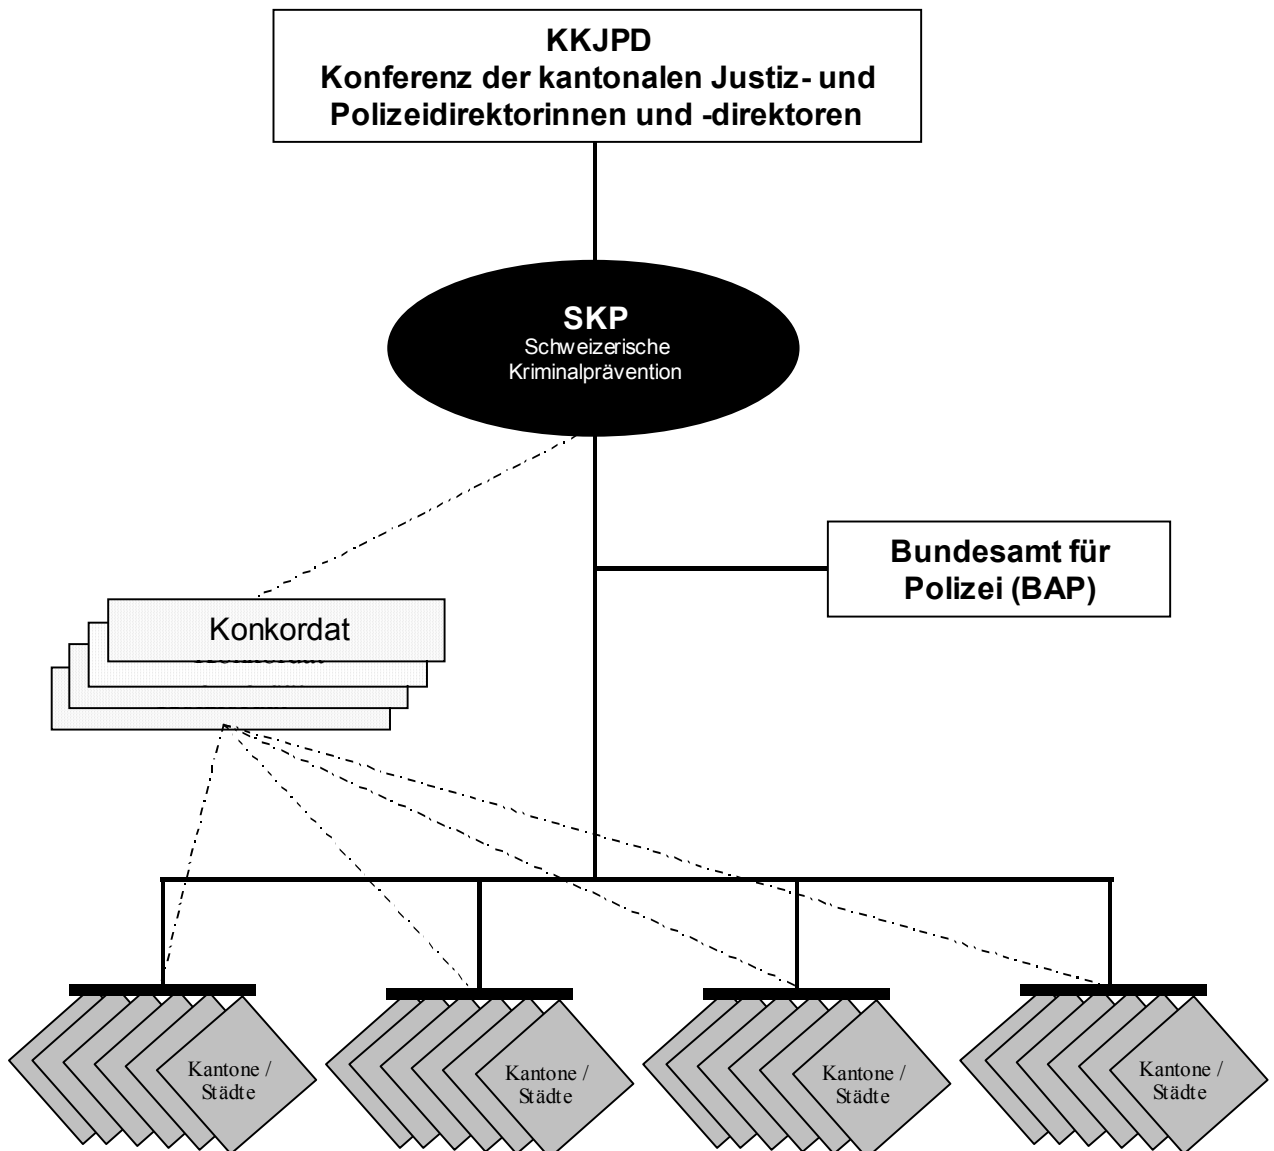 KKJPD
Konferenz der kantonalen Justiz- und
Polizeidirektorinnen und -direktoren
SKP
Schweizerische
Kriminalprävention
Bundesamt für
Polizei (BAP)
Konkordat
Kantone /
Städte
Kantone /
Städte
Kantone /
Städte
Kantone /
Städte